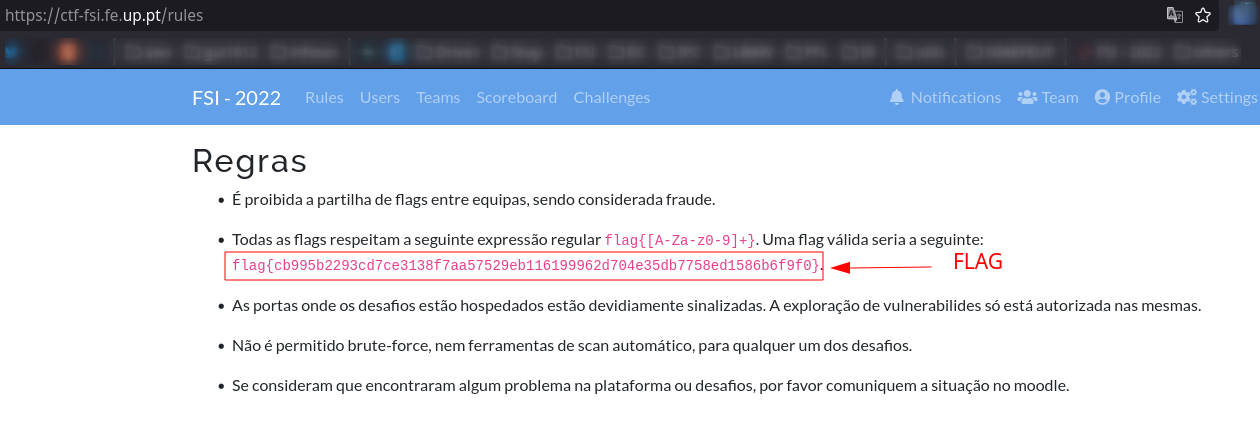 https://ctf-fsi.fe.up.pt/rules
FSI - 2022 Rules Users Teams Scoreboard Challenges Notifications Team Profile Settings
Regras
É proibida a partilha de flags entre equipas, sendo considerada fraude.
Todas as flags respeitam a seguinte expressão regular flag{[A-Za-z0-9]+}. Uma flag válida seria a seguinte:
flag{cb995b2293cd7ce3138f7aa57529eb116199962d704e35db7758ed1586b6f9f0}.
FLAG
As portas onde os desafios estão hospedados estão devidiamente sinalizadas. A exploração de vulnerabilides só está autorizada nas mesmas.
Não é permitido brute-force, nem ferramentas de scan automático, para qualquer um dos desafios.
Se consideram que encontraram algum problema na plataforma ou desafios, por favor comuniquem a situação no moodle.